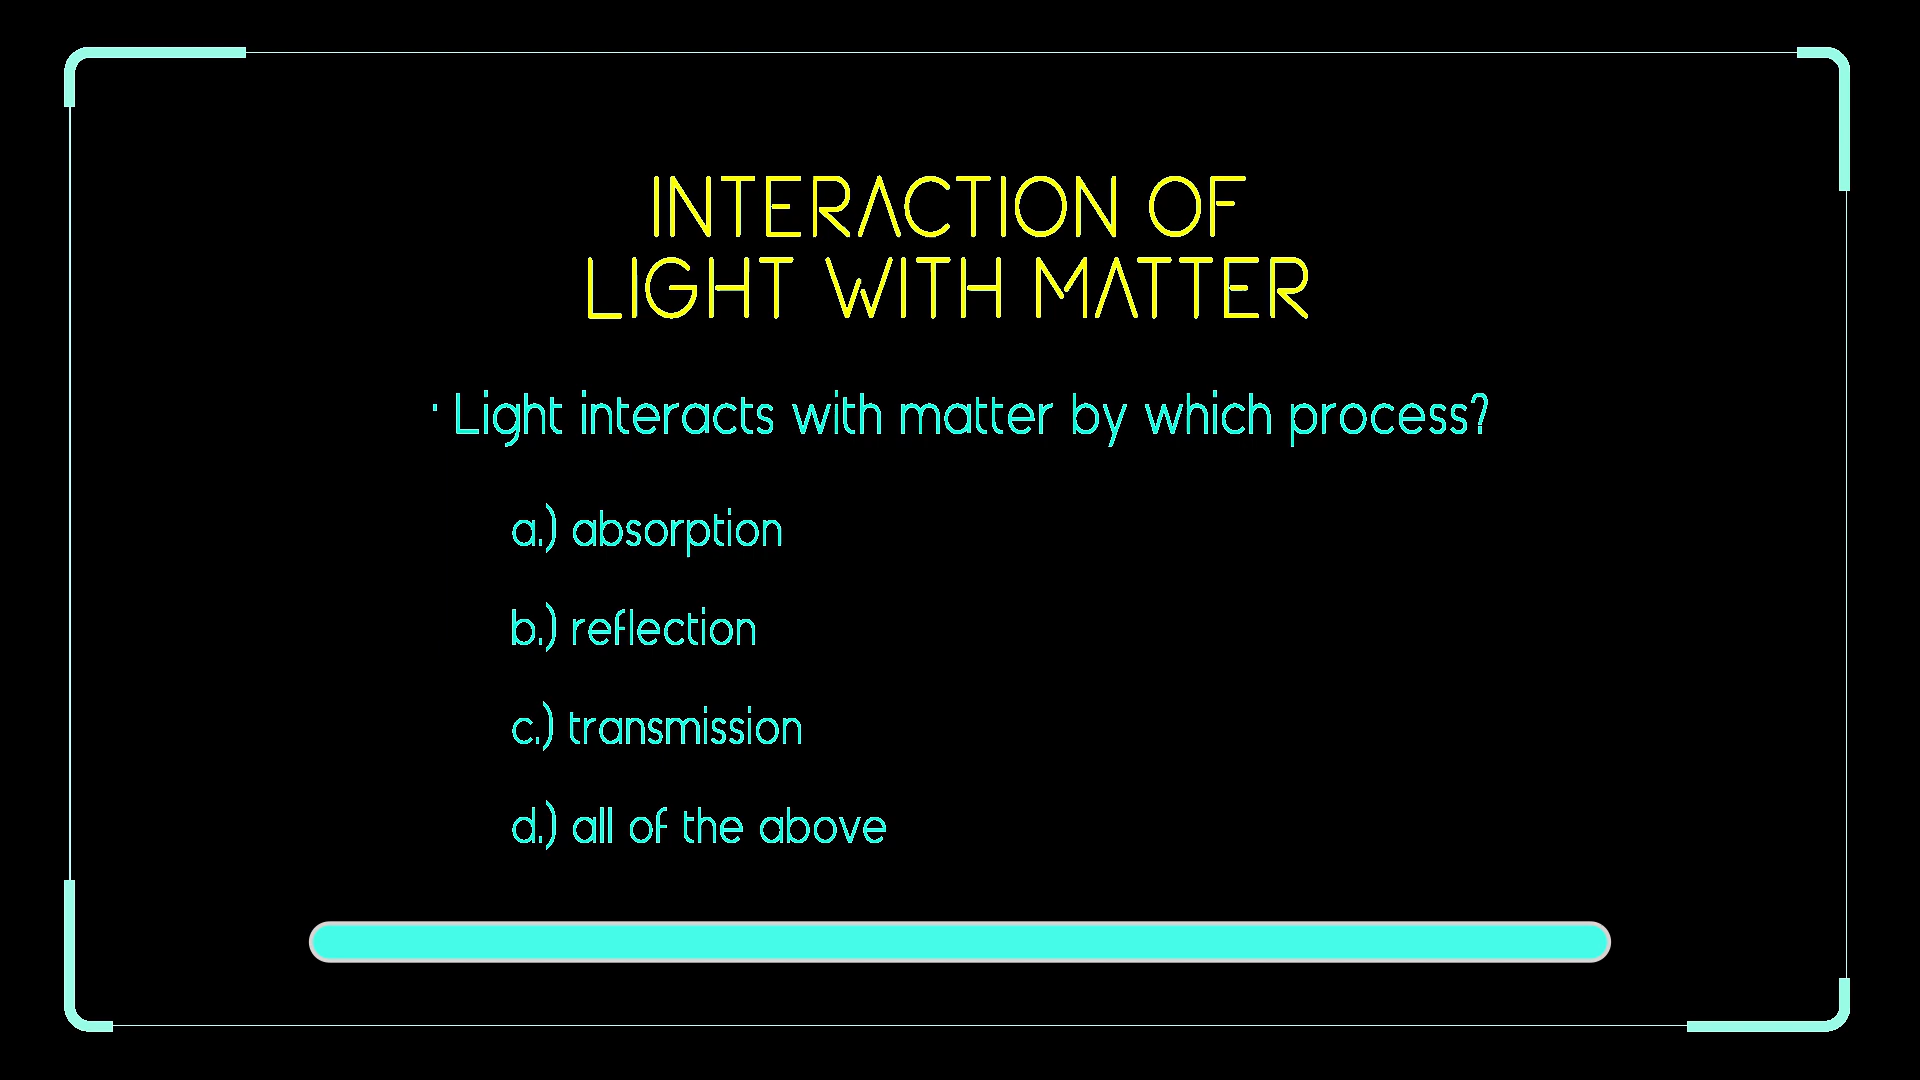 INTERACTION OF
LIGHT WITH MATTER
· Light interacts with matter by which process?
a.) absorption
b.) reflection
c.) transmission
d.) all of the above